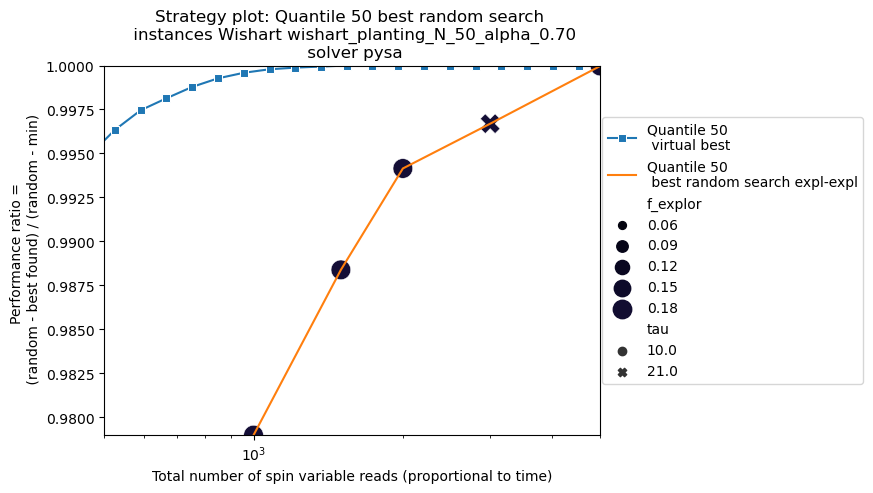 Strategy plot: Quantile 50 best random search
instances Wishart wishart_planting_N_50_alpha_0.70
solver pysa
1.0000
0.9975
0.9950
0.9925
0.9900
0.9875
0.9850
0.9825
0.9800
Performance ratio =
(random - best found) / (random - min)
10³
Total number of spin variable reads (proportional to time)
Quantile 50
virtual best
Quantile 50
best random search expl-expl
f_explor
0.06
0.09
0.12
0.15
0.18
tau
10.0
21.0